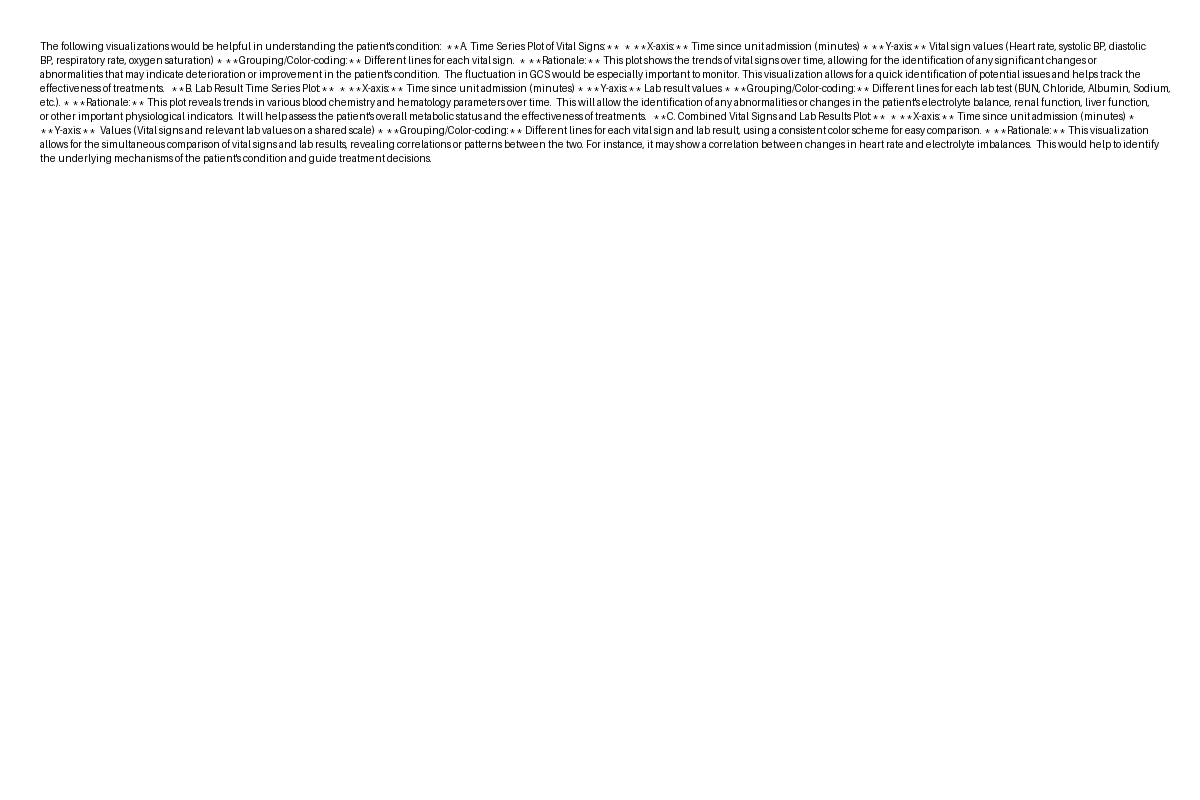 The following visualizations would be helpful in understanding the patient's condition:  **A. Time Series Plot of Vital Signs:**  * **X-axis:** Time since unit admission (minutes) * **Y-axis:** Vital sign values (Heart rate, systolic BP, diastolic
BP, respiratory rate, oxygen saturation) * **Grouping/Color-coding:** Different lines for each vital sign.  * **Rationale:** This plot shows the trends of vital signs over time, allowing for the identification of any significant changes or
abnormalities that may indicate deterioration or improvement in the patient's condition.  The fluctuation in GCS would be especially important to monitor. This visualization allows for a quick identification of potential issues and helps track the
effectiveness of treatments.   **B. Lab Result Time Series Plot:**  * **X-axis:** Time since unit admission (minutes) * **Y-axis:** Lab result values * **Grouping/Color-coding:** Different lines for each lab test (BUN, Chloride, Albumin, Sodium,
etc.).  * **Rationale:** This plot reveals trends in various blood chemistry and hematology parameters over time.  This will allow the identification of any abnormalities or changes in the patient's electrolyte balance, renal function, liver function,
or other important physiological indicators.  It will help assess the patient's overall metabolic status and the effectiveness of treatments.   **C. Combined Vital Signs and Lab Results Plot:**  * **X-axis:** Time since unit admission (minutes) *
**Y-axis:**  Values (Vital signs and relevant lab values on a shared scale) * **Grouping/Color-coding:** Different lines for each vital sign and lab result, using a consistent color scheme for easy comparison. * **Rationale:** This visualization
allows for the simultaneous comparison of vital signs and lab results, revealing correlations or patterns between the two. For instance, it may show a correlation between changes in heart rate and electrolyte imbalances.  This would help to identify
the underlying mechanisms of the patient's condition and guide treatment decisions.